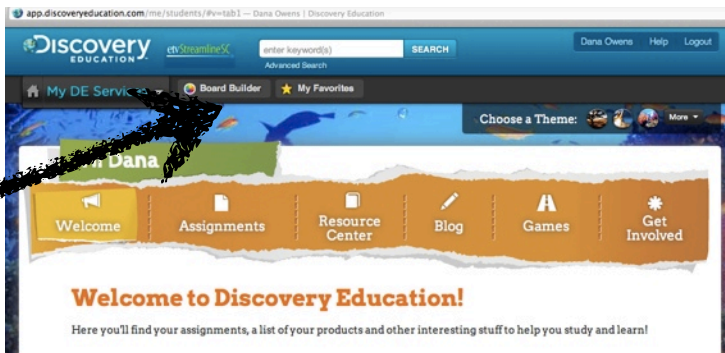 app.discoveryeducation.com/me/students/#v=tab1 — Dana Owens | Discovery Education
DISCOVERY
EDUCATION
etvStreamlineSC
enter keyword(s)
SEARCH
Advanced Search
Dana Owens Help Logout
My DE Services
Board Builder
My Favorites
Choose a Theme:
More
Dana
Welcome
Assignments
Resource
Center
Blog
Games
Get
Involved
Welcome to Discovery Education!
Here you'll find your assignments, a list of your products and other interesting stuff to help you study and learn!